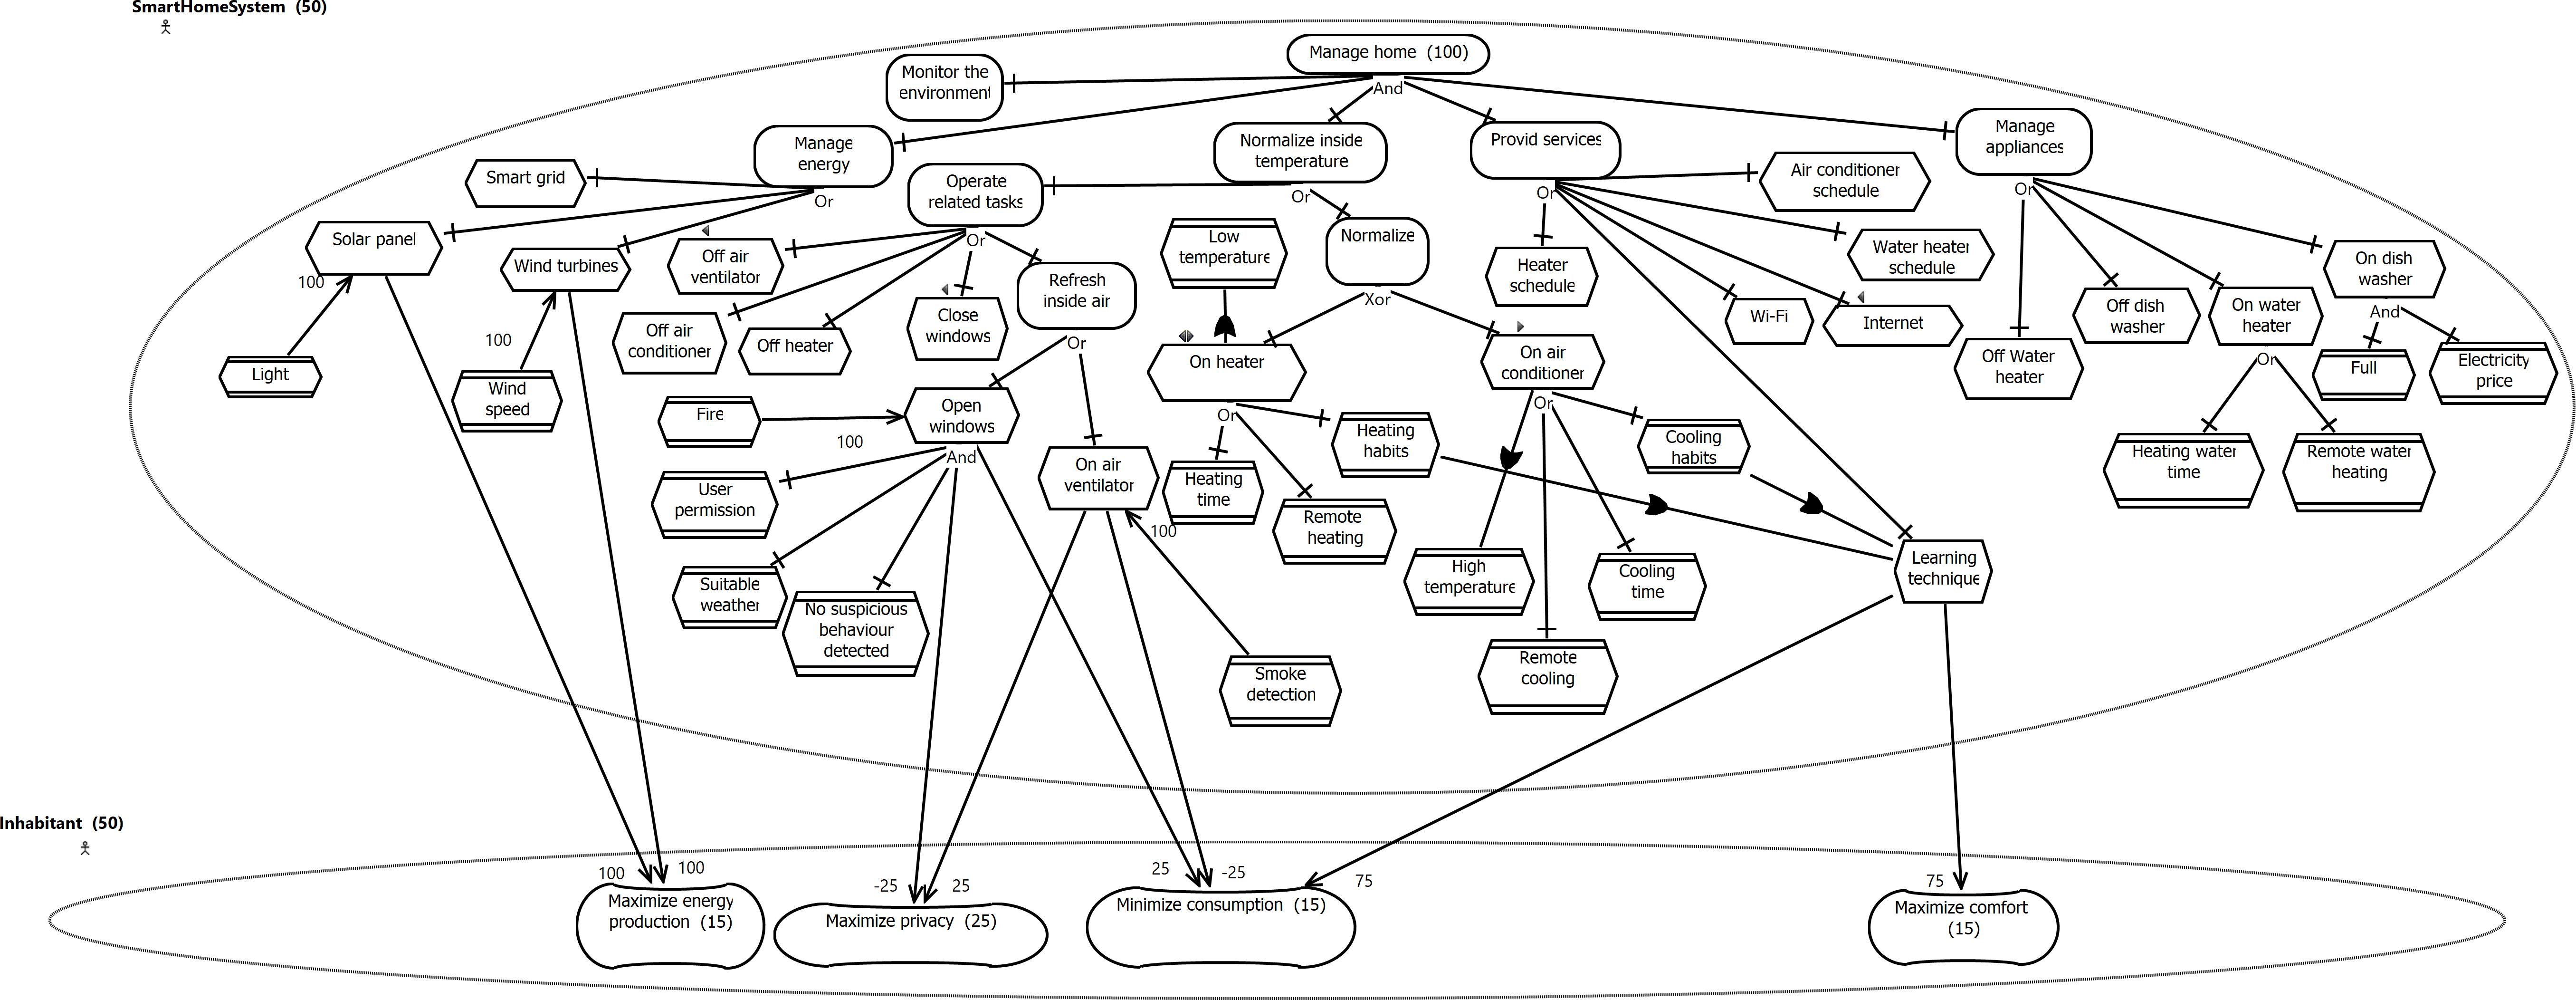 SmartHomeSystem (50)
Manage home (100)
And
Monitor the
environment
Manage
energy
Or
Smart grid
Solar panel
100
Light
Wind turbines
100
Wind
speed
Normalize inside
temperature
Or
Operate
related tasks
Or
Off air
ventilator
Off air
conditioner
Off heater
Close
windows
Refresh
inside air
Or
Fire
100
Open
windows
And
User
permission
Suitable
weather
No suspicious
behaviour
detected
On air
ventilator
100
Smoke
detection
Low
temperature
Normalize
Xor
On heater
Or
Heating
time
Remote
heating
Heating
habits
On air
conditioner
Or
High
temperature
Remote
cooling
Cooling
time
Cooling
habits
Provid services
Or
Air conditioner
schedule
Water heater
schedule
Heater
schedule
Wi-Fi
Internet
Learning
technique
Manage
appliances
Or
Off Water
heater
Off dish
washer
On water
heater
Or
Heating water
time
Remote water
heating
On dish
washer
And
Full
Electricity
price
Inhabitant (50)
100
100
Maximize energy
production (15)
-25
25
Maximize privacy (25)
25
-25
75
Minimize consumption (15)
75
Maximize comfort
(15)